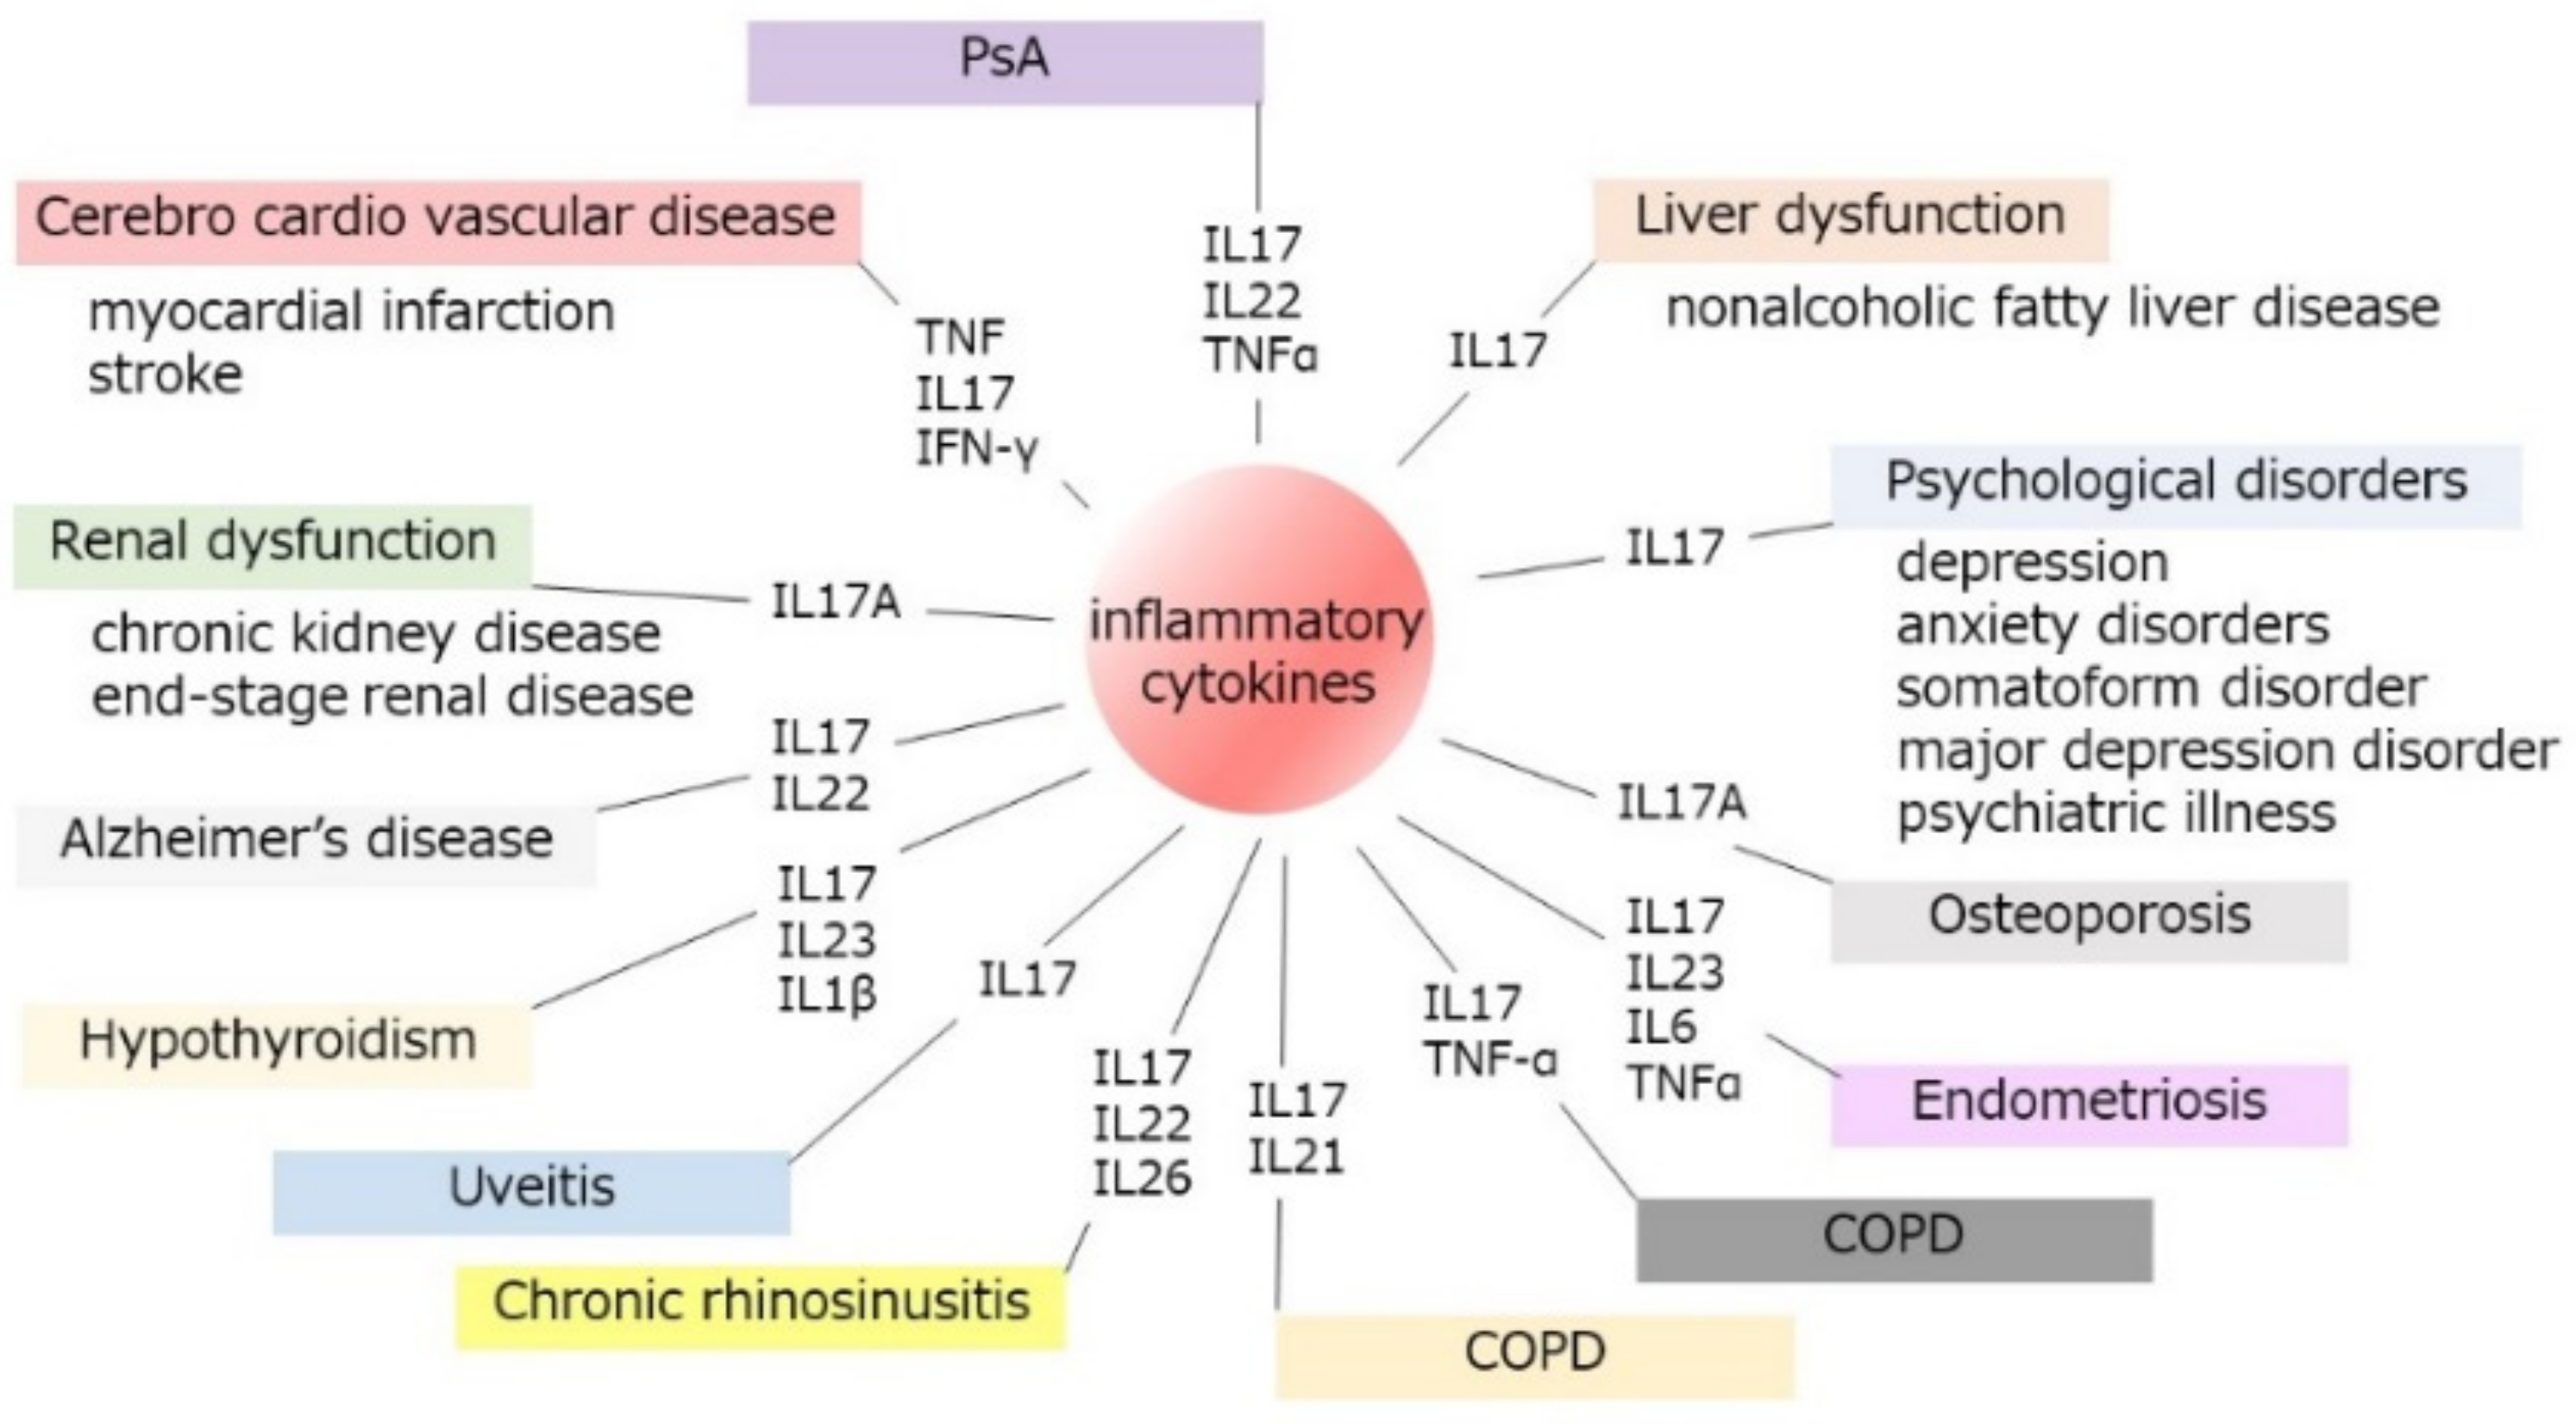 PsA
IL17
IL22
TNFα
Cerebro cardio vascular disease
myocardial infarction
stroke
TNF
IL17
IFN-γ
Liver dysfunction
nonalcoholic fatty liver disease
IL17
Renal dysfunction
chronic kidney disease
end-stage renal disease
IL17A
inflammatory
cytokines
IL17
Psychological disorders
depression
anxiety disorders
somatoform disorder
major depression disorder
psychiatric illness
Alzheimer's disease
IL17
IL22
IL17A
Osteoporosis
Hypothyroidism
IL17
IL23
IL1β
IL17
IL23
IL6
TNFα
Endometriosis
Uveitis
IL17
Chronic rhinosinusitis
IL17
IL22
IL26
IL17
IL21
COPD
IL17
TNF-α
COPD